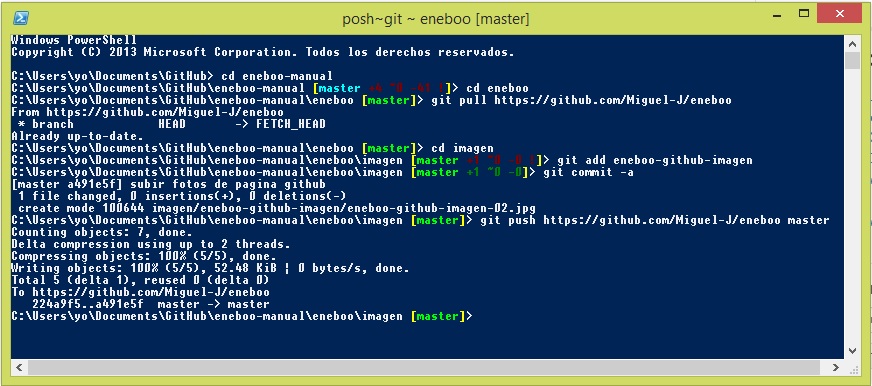 posh~git ~ eneboo [master]
Windows PowerShell
Copyright (C) 2013 Microsoft Corporation. Todos los derechos reservados.
C:\Users\yo\Documents\GitHub> cd eneboo-manual
C:\Users\yo\Documents\GitHub\eneboo-manual [master +4 ~0 -41 !]> cd eneboo
C:\Users\yo\Documents\GitHub\eneboo-manual\eneboo [master]> git pull https://github.com/Miguel-J/eneboo
From https://github.com/Miguel-J/eneboo
 * branch            HEAD       -> FETCH_HEAD
Already up-to-date.
C:\Users\yo\Documents\GitHub\eneboo-manual\eneboo [master]> cd imagen
C:\Users\yo\Documents\GitHub\eneboo-manual\eneboo\imagen [master +1 ~0 -0 !]> git add eneboo-github-imagen
C:\Users\yo\Documents\GitHub\eneboo-manual\eneboo\imagen [master +1 ~0 -0]> git commit -a
[master a491e5f] subir fotos de pagina github
 1 file changed, 0 insertions(+), 0 deletions(-)
 create mode 100644 imagen/eneboo-github-imagen/eneboo-github-imagen-02.jpg
C:\Users\yo\Documents\GitHub\eneboo-manual\eneboo\imagen [master]> git push https://github.com/Miguel-J/eneboo master
Counting objects: 7, done.
Delta compression using up to 2 threads.
Compressing objects: 100% (5/5), done.
Writing objects: 100% (5/5), 52.48 KiB ¦ 0 bytes/s, done.
Total 5 (delta 1), reused 0 (delta 0)
To https://github.com/Miguel-J/eneboo
   224a9f5..a491e5f  master -> master
C:\Users\yo\Documents\GitHub\eneboo-manual\eneboo\imagen [master]>